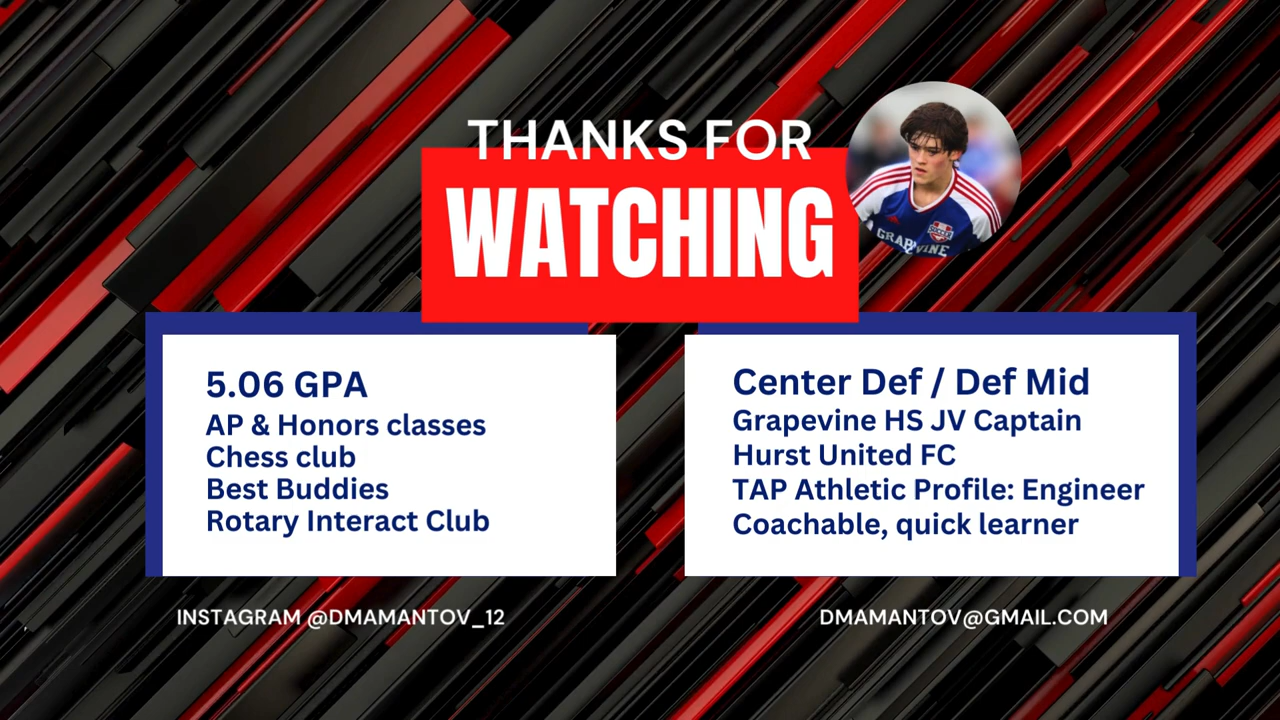 THANKS FOR
WATCHING
GRAPEVINE
SOCCER
5.06 GPA
AP & Honors classes
Chess club
Best Buddies
Rotary Interact Club
Center Def / Def Mid
Grapevine HS JV Captain
Hurst United FC
TAP Athletic Profile: Engineer
Coachable, quick learner
INSTAGRAM @DMAMANTOV_12
DMAMANTOV@GMAIL.COM